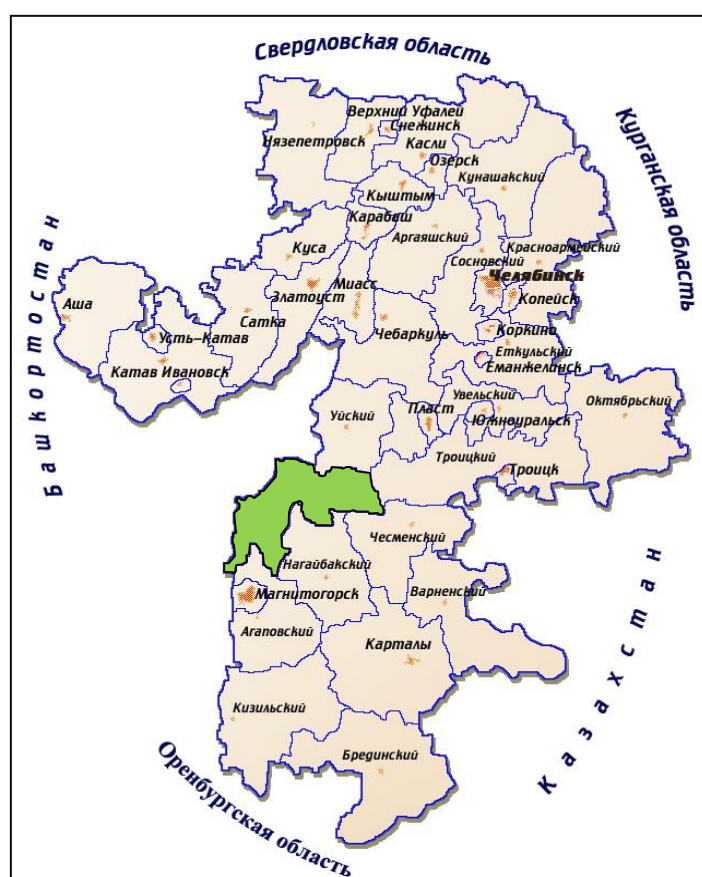 Свердловская область
Курганская область
Верхний Уфалей
Снежинск
Нязепетровск
Касли
Озерск
Кунашакский
Кыштым
Карабаш
Аргаяшский
Красноармейский
Куса
Сосновский
Челябинск
Миасс
Златоуст
Копейск
Башкортостан
Аша
Сатка
Чебаркуль
Коркино
Усть-Катав
Еткульский
Катав Ивановск
Еманжелинск
Уйский
Пласт
Увельский
Октябрьский
Южноуральск
Троицкий
Троицк
Чесменский
Нагайбакский
Магнитогорск
Варненский
Агаповский
Карталы
Казахстан
Кизильский
Брединский
Оренбургская область